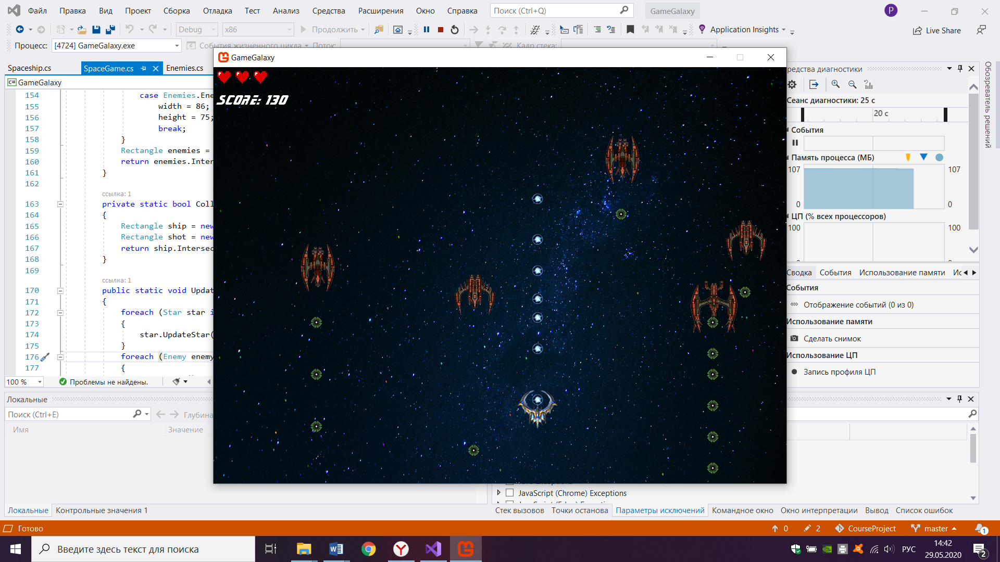 Файл Правка Вид Проект Сборка Отладка Тест Анализ Средства Расширения Окно Справка Поиск (Ctrl+Q) GameGalaxy P
Debug x86 Продолжить Application Insights Live Share
Процесс: [4724] GameGalaxy.exe События жизненного цикла Поток: Кадр стека:
GameGalaxy
Spaceship.cs SpaceGame.cs Enemies.cs
C# GameGalaxy
154 case Enemies.Ene
155 width = 86;
156 height = 75;
157 break;
158 }
159 Rectangle enemies =
160 return enemies.Inter
161 }
162
ссылка: 1
163 private static bool Coll
164 {
165 Rectangle ship = new
166 Rectangle shot = new
167 return ship.Intersec
168 }
169
ссылка: 1
170 public static void Updat
171 {
172 foreach (Star star i
173 {
174 star.UpdateStar(
175 }
176 foreach (Enemy enemy
177 {
100 % Проблемы не найдены.
SCORE: 130
редства диагностики
Сеанс диагностики: 25 с
20 с
События
Память процесса (МБ)
107 107
0 0
ЦП (% всех процессоров)
100 100
Сводка События Использование памяти Ис
События
Отображение событий (0 из 0)
Использование памяти
Сделать снимок
Использование ЦП
Запись профиля ЦП
Обозреватель решений
Локальные
Поиск (Ctrl+E) Глубина
Имя Значение
JavaScript (Chrome) Exceptions
Локальные Контрольные значения 1
Стек вызовов Точки останова Параметры исключений Командное окно Окно интерпретации Вывод Список ошибок
Готово 0 2 CourseProject master 1
Введите здесь текст для поиска РУС 14:42
29.05.2020 2